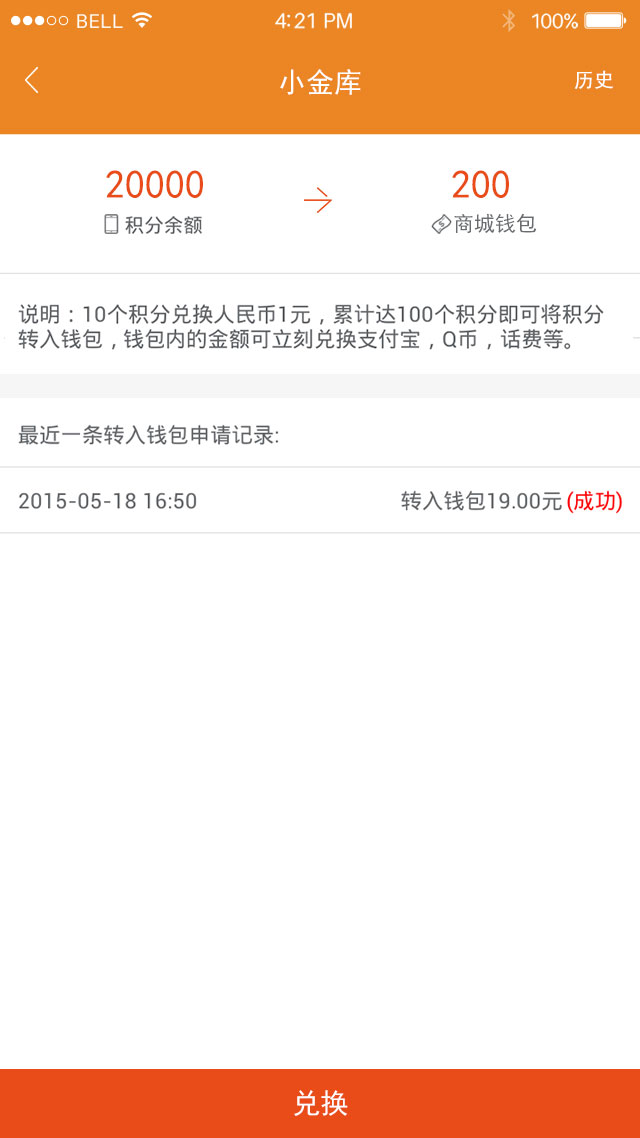 BELL 4:21 PM 100%
小金库 历史
20000 200
积分余额 商城钱包
说明：10个积分兑换人民币1元，累计达100个积分即可将积分
转入钱包，钱包内的金额可立刻兑换支付宝，Q币，话费等。
最近一条转入钱包申请记录:
2015-05-18 16:50 转入钱包19.00元(成功)
兑换